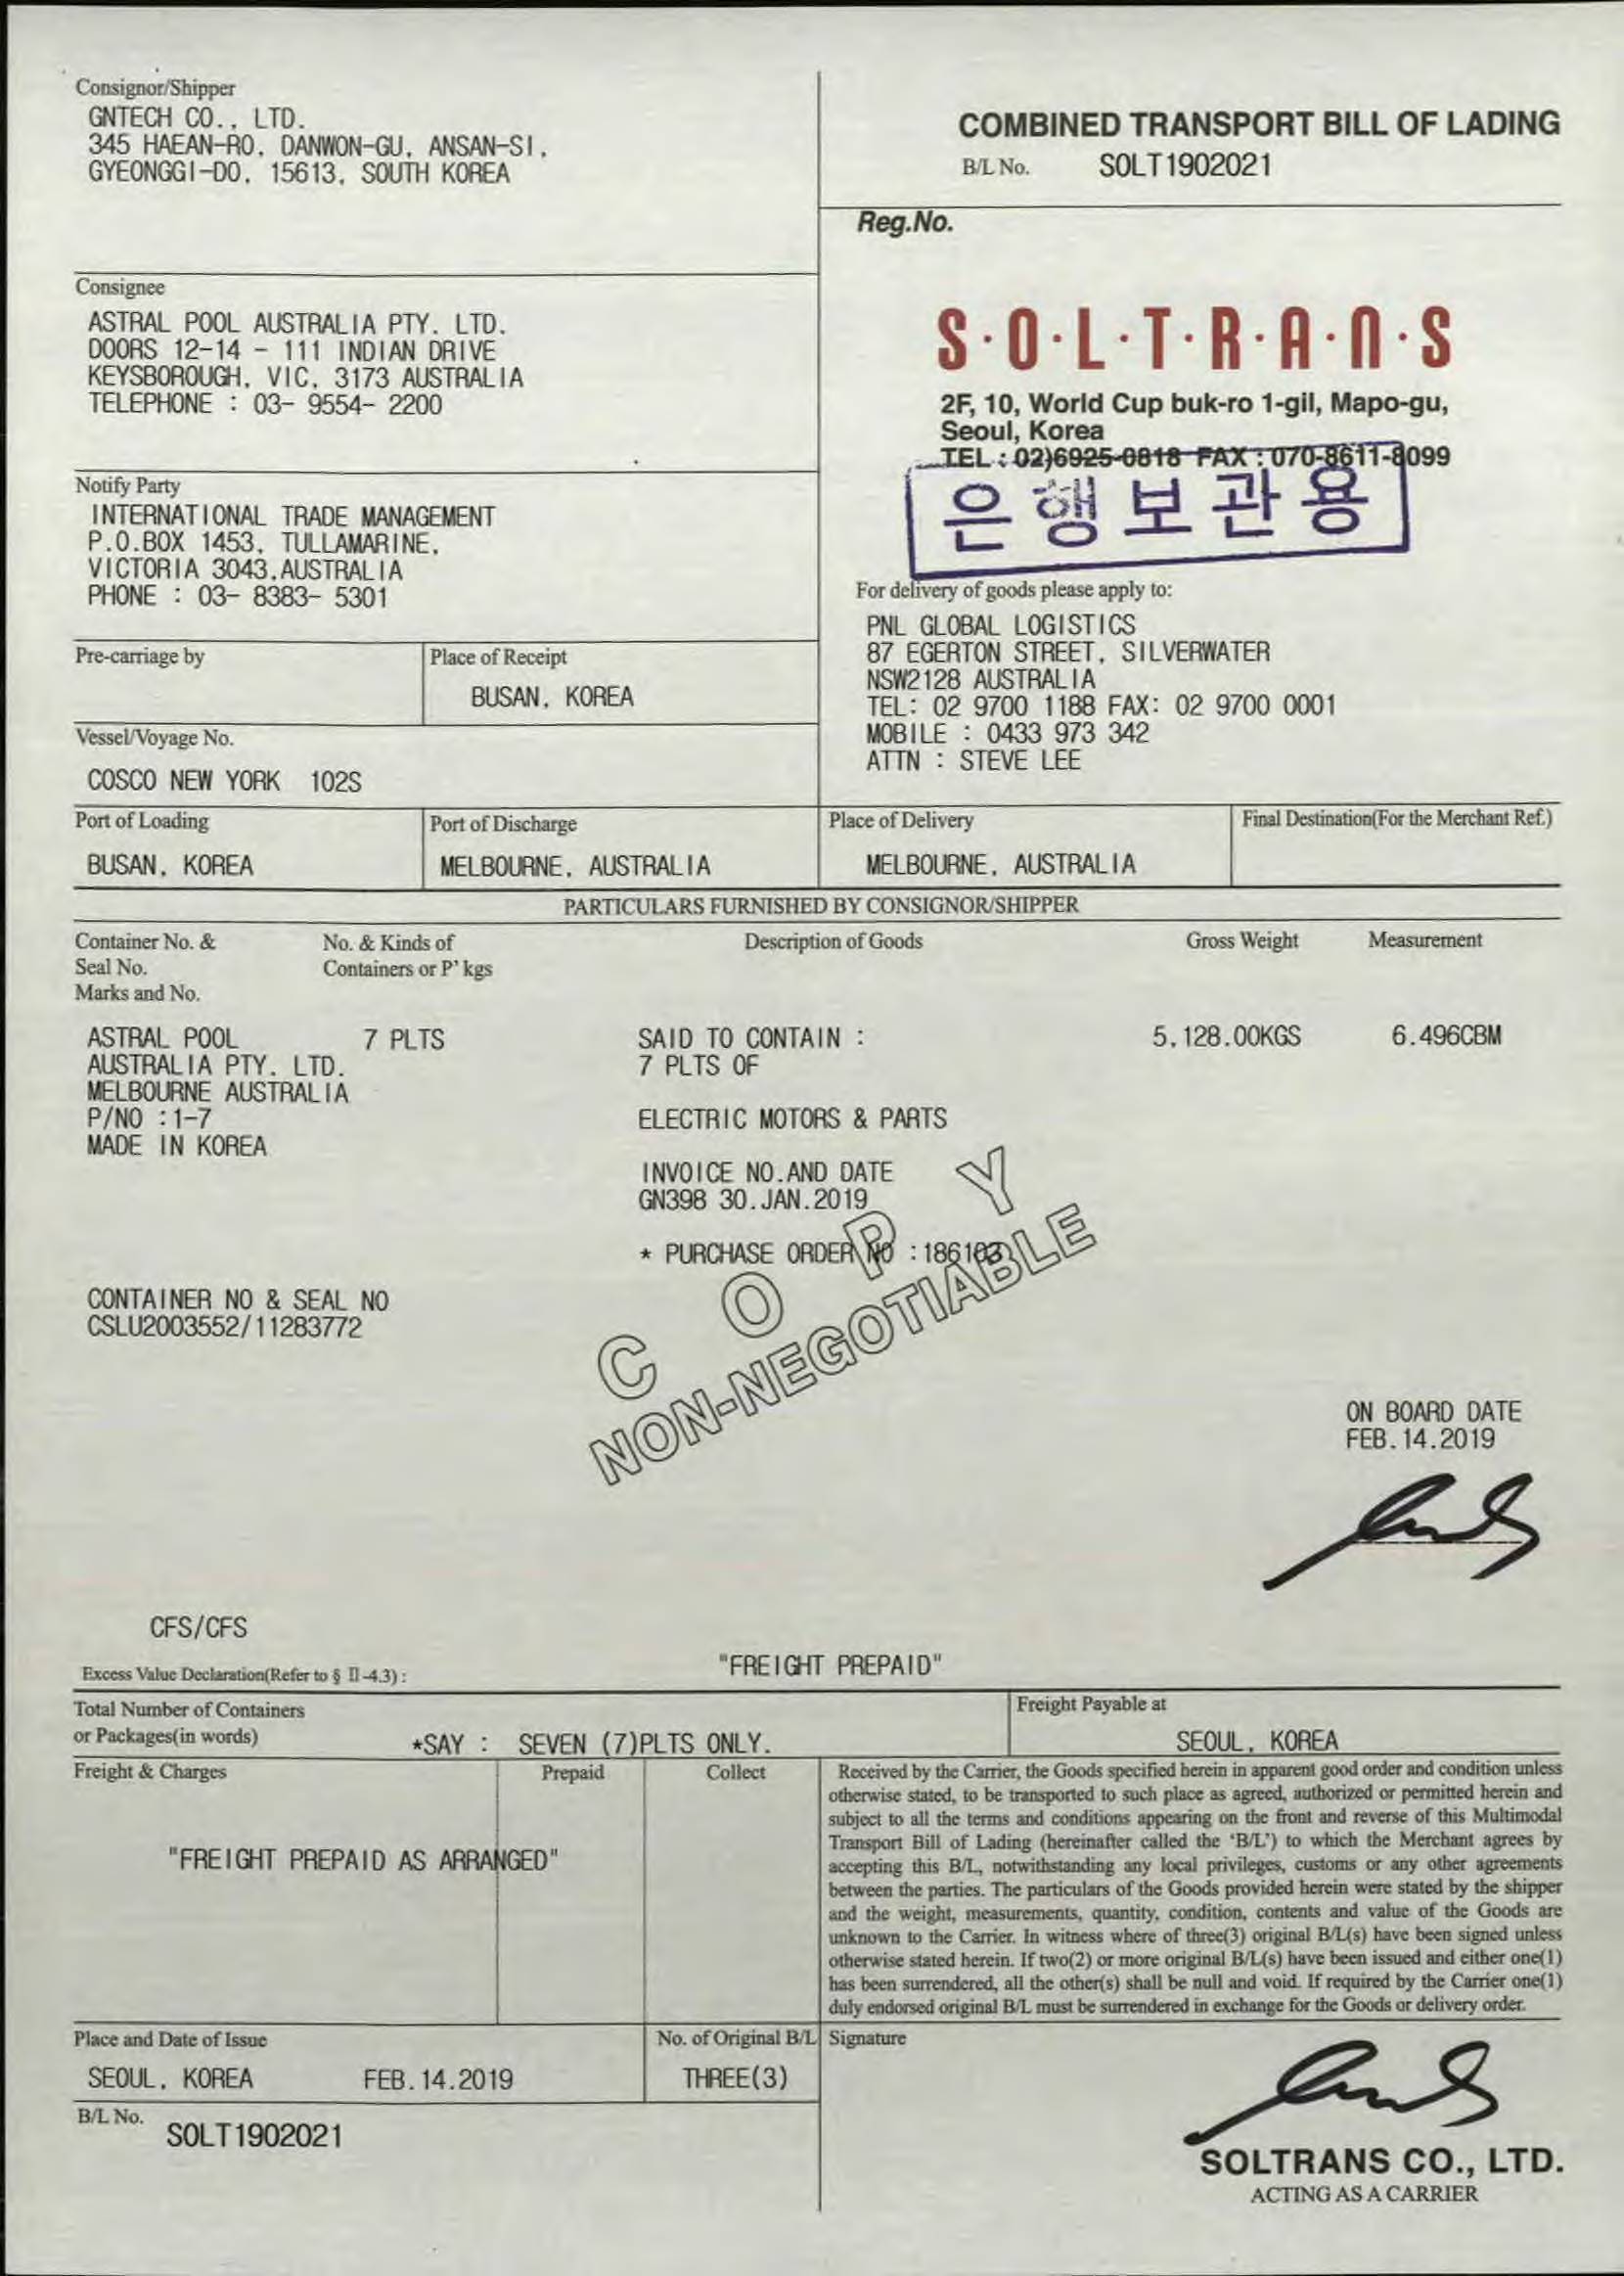 Consignor/Shipper
GNTECH CO., LTD.
345 HAEAN-RO, DANWON-GU, ANSAN-SI,
GYEONGGI-DO, 15613, SOUTH KOREA
COMBINED TRANSPORT BILL OF LADING
B/L No. SOLT1902021
Reg.No.
Consignee
ASTRAL POOL AUSTRALIA PTY. LTD.
DOORS 12-14 - 111 INDIAN DRIVE
KEYSBOROUGH, VIC, 3173 AUSTRALIA
TELEPHONE : 03- 9554- 2200
S·O·L·T·R·A·N·S
2F, 10, World Cup buk-ro 1-gil, Mapo-gu,
Seoul, Korea
TEL : 02)6925-0818 FAX : 070-8611-8099
은행보관용
Notify Party
INTERNATIONAL TRADE MANAGEMENT
P.O.BOX 1453, TULLAMARINE,
VICTORIA 3043,AUSTRALIA
PHONE : 03- 8383- 5301
For delivery of goods please apply to:
PNL GLOBAL LOGISTICS
87 EGERTON STREET, SILVERWATER
NSW2128 AUSTRALIA
TEL: 02 9700 1188 FAX: 02 9700 0001
MOBILE : 0433 973 342
ATTN : STEVE LEE
Pre-carriage by
Place of Receipt
BUSAN, KOREA
Vessel/Voyage No.
COSCO NEW YORK 102S
Port of Loading
BUSAN, KOREA
Port of Discharge
MELBOURNE, AUSTRALIA
Place of Delivery
MELBOURNE, AUSTRALIA
Final Destination(For the Merchant Ref.)
PARTICULARS FURNISHED BY CONSIGNOR/SHIPPER
Container No. &
Seal No.
Marks and No.
No. & Kinds of
Containers or P' kgs
Description of Goods
Gross Weight
Measurement
ASTRAL POOL
AUSTRALIA PTY. LTD.
MELBOURNE AUSTRALIA
P/NO :1-7
MADE IN KOREA
7 PLTS
SAID TO CONTAIN :
7 PLTS OF
ELECTRIC MOTORS & PARTS
INVOICE NO.AND DATE
GN398 30.JAN.2019
* PURCHASE ORDER NO :186103
5,128.00KGS
6.496CBM
CONTAINER NO & SEAL NO
CSLU2003552/11283772
COPY
NON-NEGOTIABLE
ON BOARD DATE
FEB.14.2019
CFS/CFS
Excess Value Declaration(Refer to § II-4.3) :
"FREIGHT PREPAID"
Total Number of Containers
or Packages(in words)
*SAY : SEVEN (7)PLTS ONLY.
Freight Payable at
SEOUL, KOREA
Freight & Charges
Prepaid
Collect
"FREIGHT PREPAID AS ARRANGED"
Received by the Carrier, the Goods specified herein in apparent good order and condition unless
otherwise stated, to be transported to such place as agreed, authorized or permitted herein and
subject to all the terms and conditions appearing on the front and reverse of this Multimodal
Transport Bill of Lading (hereinafter called the 'B/L') to which the Merchant agrees by
accepting this B/L, notwithstanding any local privileges, customs or any other agreements
between the parties. The particulars of the Goods provided herein were stated by the shipper
and the weight, measurements, quantity, condition, contents and value of the Goods are
unknown to the Carrier. In witness where of three(3) original B/L(s) have been signed unless
otherwise stated herein. If two(2) or more original B/L(s) have been issued and either one(1)
has been surrendered, all the other(s) shall be null and void. If required by the Carrier one(1)
duly endorsed original B/L must be surrendered in exchange for the Goods or delivery order.
Place and Date of Issue
SEOUL, KOREA FEB.14.2019
No. of Original B/L
THREE(3)
Signature
B/L No.
SOLT1902021
SOLTRANS CO., LTD.
ACTING AS A CARRIER